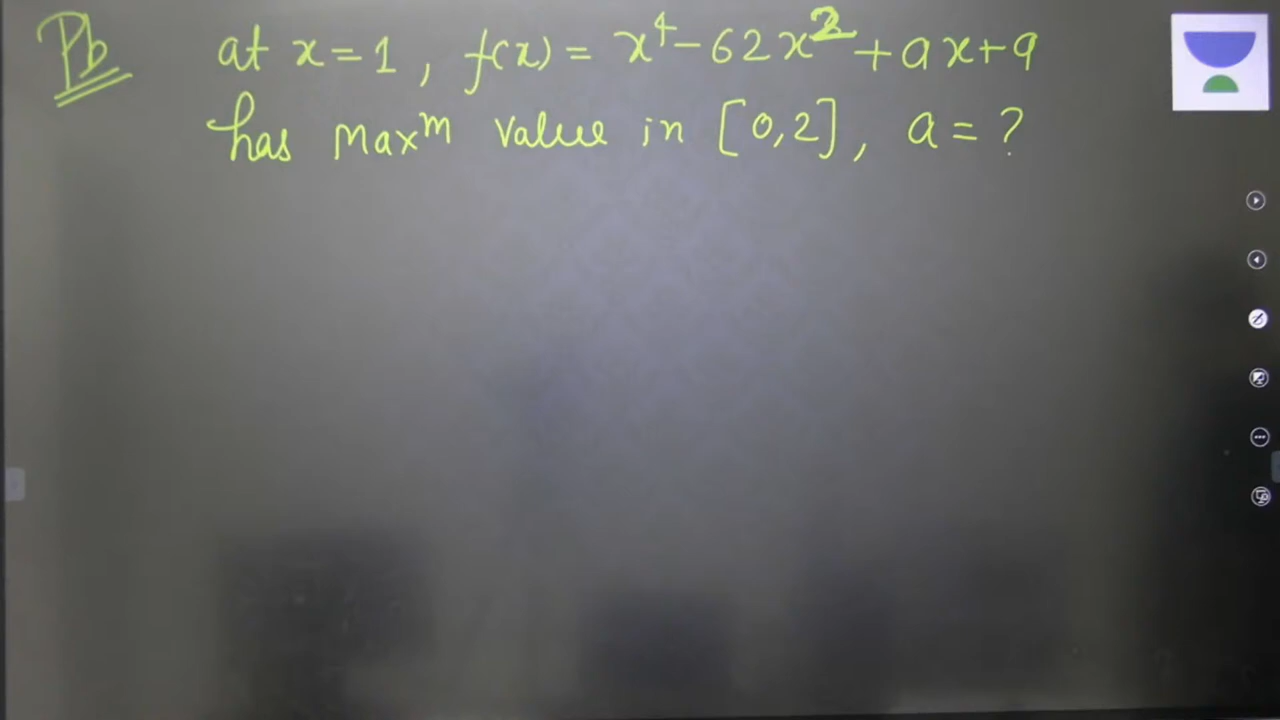 Pb at x=1, f(x) = x⁴-62x²+ax+9
has maxᵐ value in [0,2], a=?